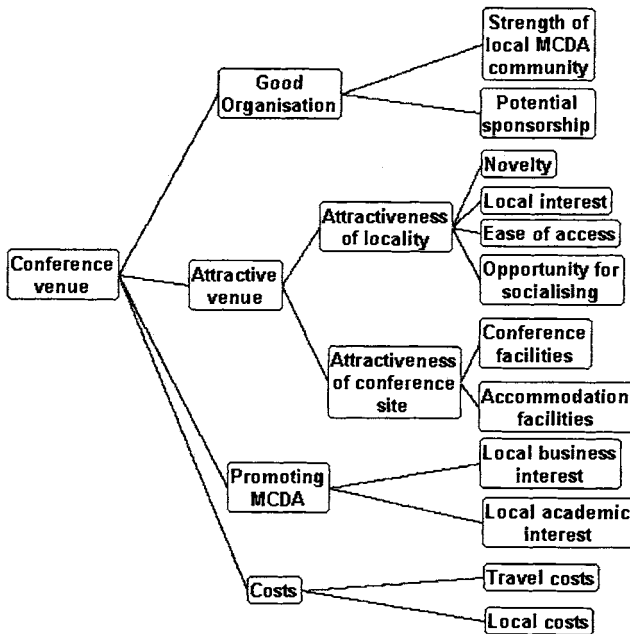 Strength of
local MCDA
community
Good
Organisation
Potential
sponsorship
Novelty
Attractiveness
of locality
Local interest
Ease of access
Conference
venue
Attractive
venue
Opportunity for
socialising
Attractiveness
of conference
site
Conference
facilities
Accommodation
facilities
Promoting
MCDA
Local business
interest
Local academic
interest
Costs
Travel costs
Local costs